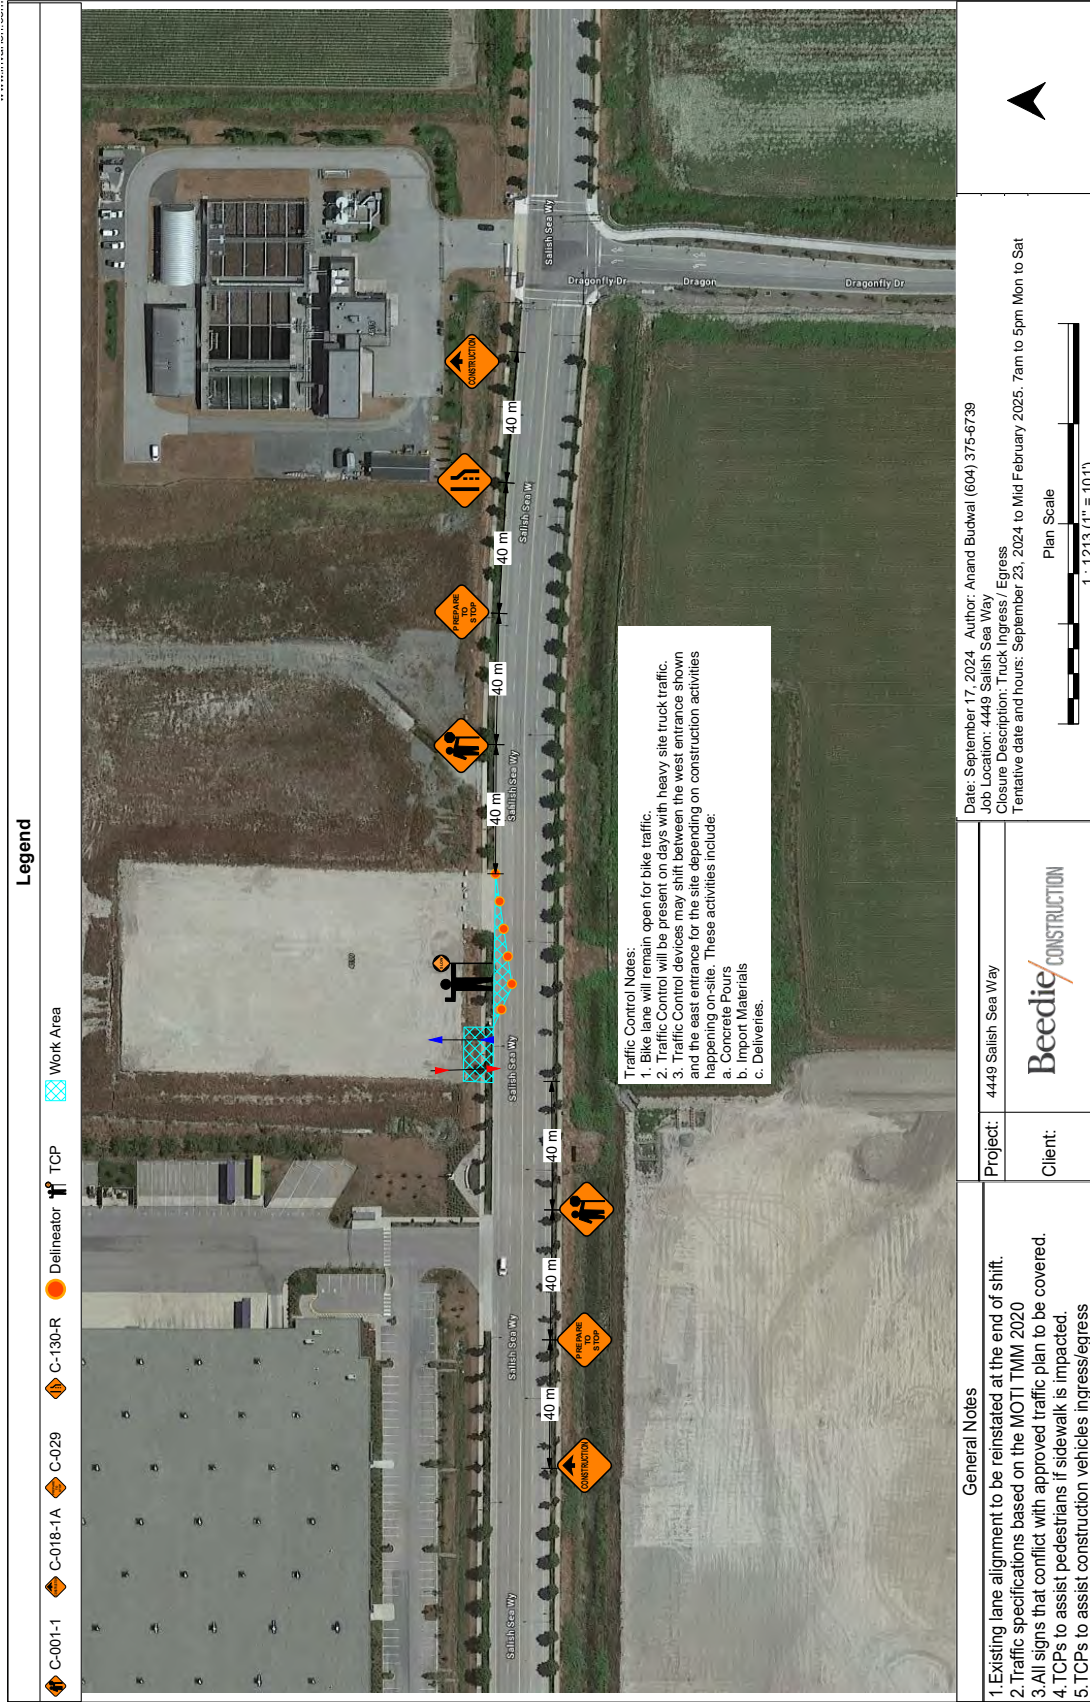 Legend
C-001-1
C-018-1A
C-029
C-130-R
Delineator
TCP
Work Area
CONSTRUCTION
PREPARE
TO
STOP
40 m
40 m
40 m
40 m
PREPARE
TO
STOP
CONSTRUCTION
40 m
40 m
40 m
Salish Sea Wy
Salish Sea Wy
Salish Sea Wy
Salish Sea Wy
Salish Sea W
Salish Sea Wy
Dragonfly Dr
Dragon
Dragonfly Dr
Traffic Control Notes:
1. Bike lane will remain open for bike traffic.
2. Traffic Control will be present on days with heavy site truck traffic.
3. Traffic Control devices may shift between the west entrance shown
and the east entrance for the site depending on construction activities
happening on-site. These activities include:
a. Concrete Pours
b. Import Materials
c. Deliveries.
General Notes
1.Existing lane alignment to be reinstated at the end of shift.
2.Traffic specifications based on the MOTI TMM 2020
3.All signs that conflict with approved traffic plan to be covered.
4.TCPs to assist pedestrians if sidewalk is impacted.
5.TCPs to assist construction vehicles ingress/egress
Project:
4449 Salish Sea Way
Client:
Beedie CONSTRUCTION
Date: September 17, 2024 Author: Anand Budwal (604) 375-6739
Job Location: 4449 Salish Sea Way
Closure Description: Truck Ingress / Egress
Tentative date and hours: September 23, 2024 to Mid February 2025. 7am to 5pm Mon to Sat
Plan Scale
1 : 1213 (1" = 101')